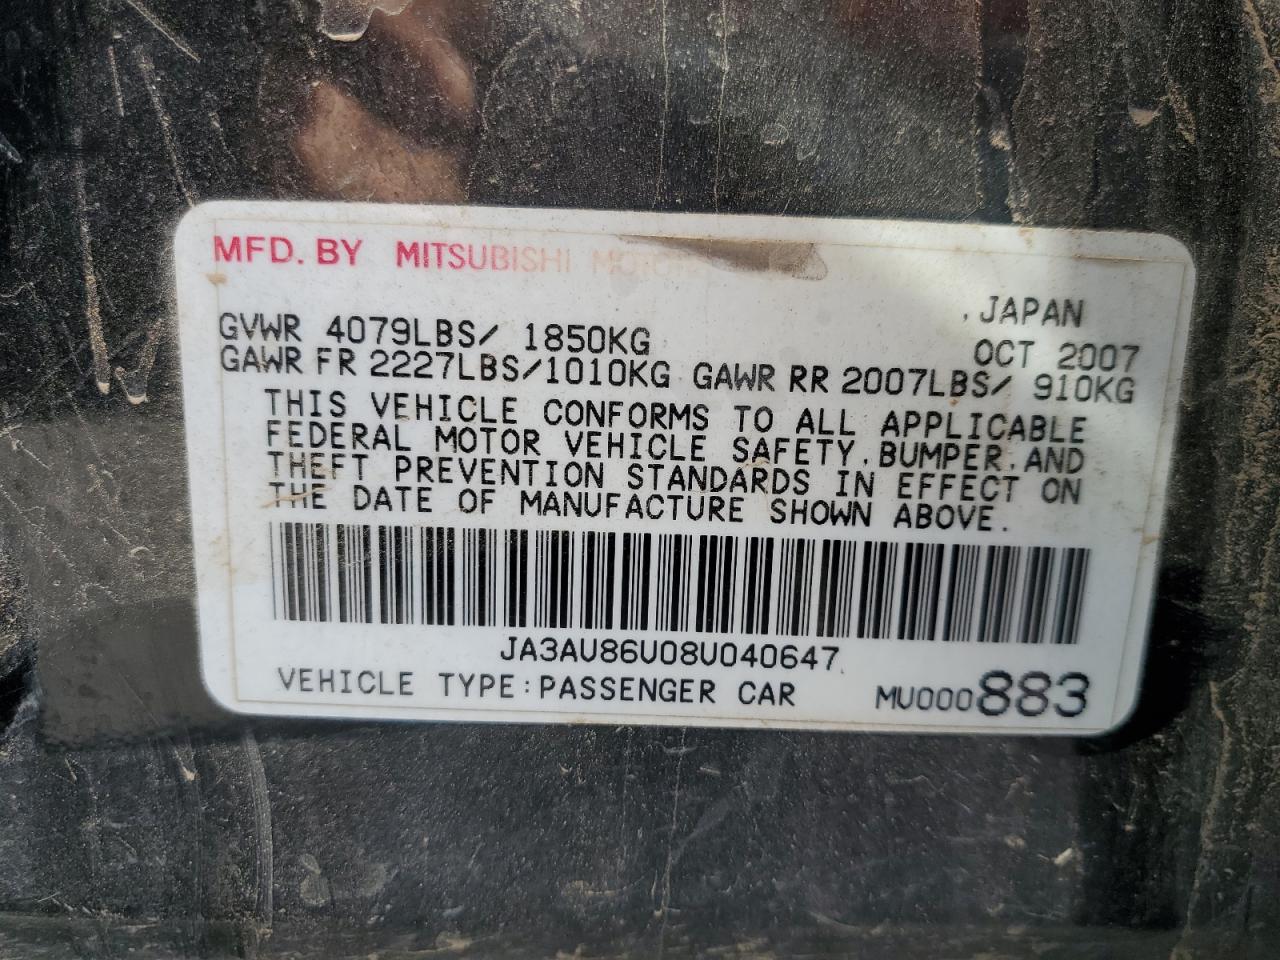 MFD. BY MITSUBISHI MOTORS
, JAPAN
GVWR 4079LBS/ 1850KG OCT 2007
GAWR FR 2227LBS/1010KG GAWR RR 2007LBS/ 910KG
THIS VEHICLE CONFORMS TO ALL APPLICABLE
FEDERAL MOTOR VEHICLE SAFETY, BUMPER, AND
THEFT PREVENTION STANDARDS IN EFFECT ON
THE DATE OF MANUFACTURE SHOWN ABOVE.
JA3AU86U08U040647
VEHICLE TYPE:PASSENGER CAR MU000883